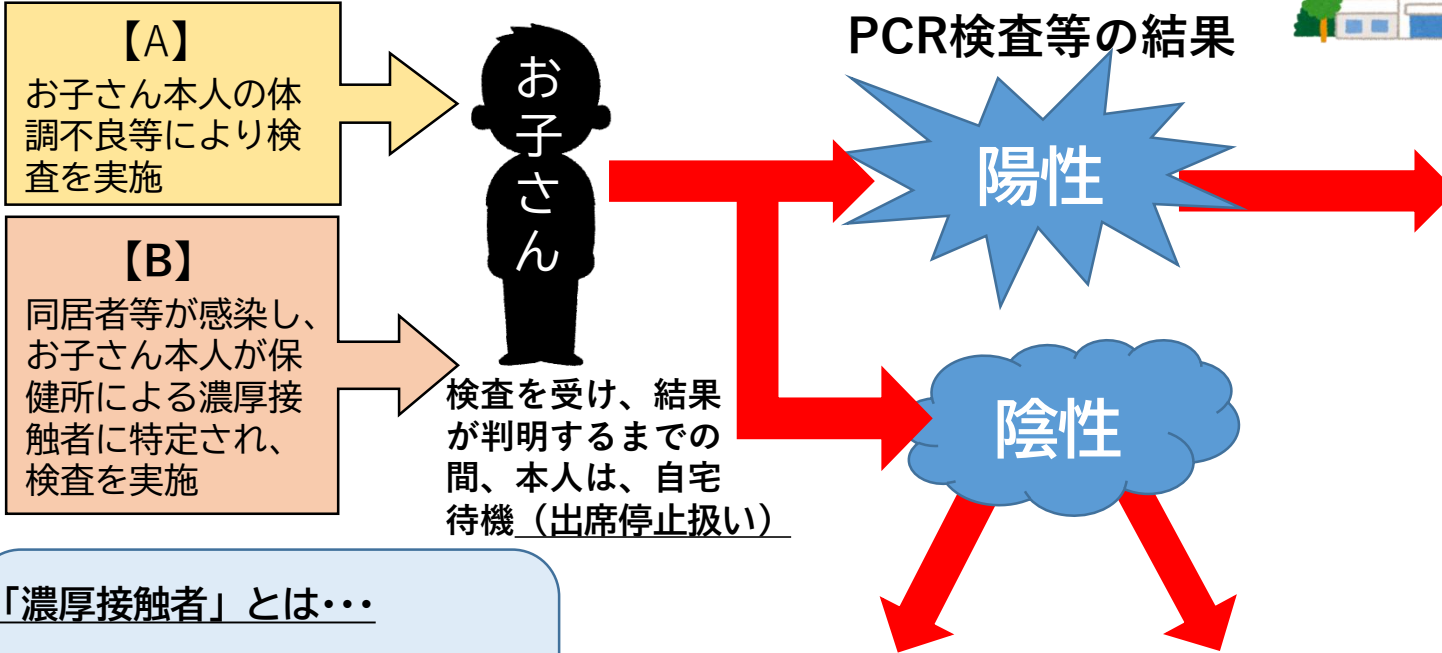 【A】
お子さん本人の体
調不良等により検
査を実施
【B】
同居者等が感染し、
お子さん本人が保
健所による濃厚接
触者に特定され、
検査を実施
お子さん
検査を受け、結果
が判明するまでの
間、本人は、自宅
待機（出席停止扱い）
PCR検査等の結果
陽性
陰性
「濃厚接触者」とは・・・